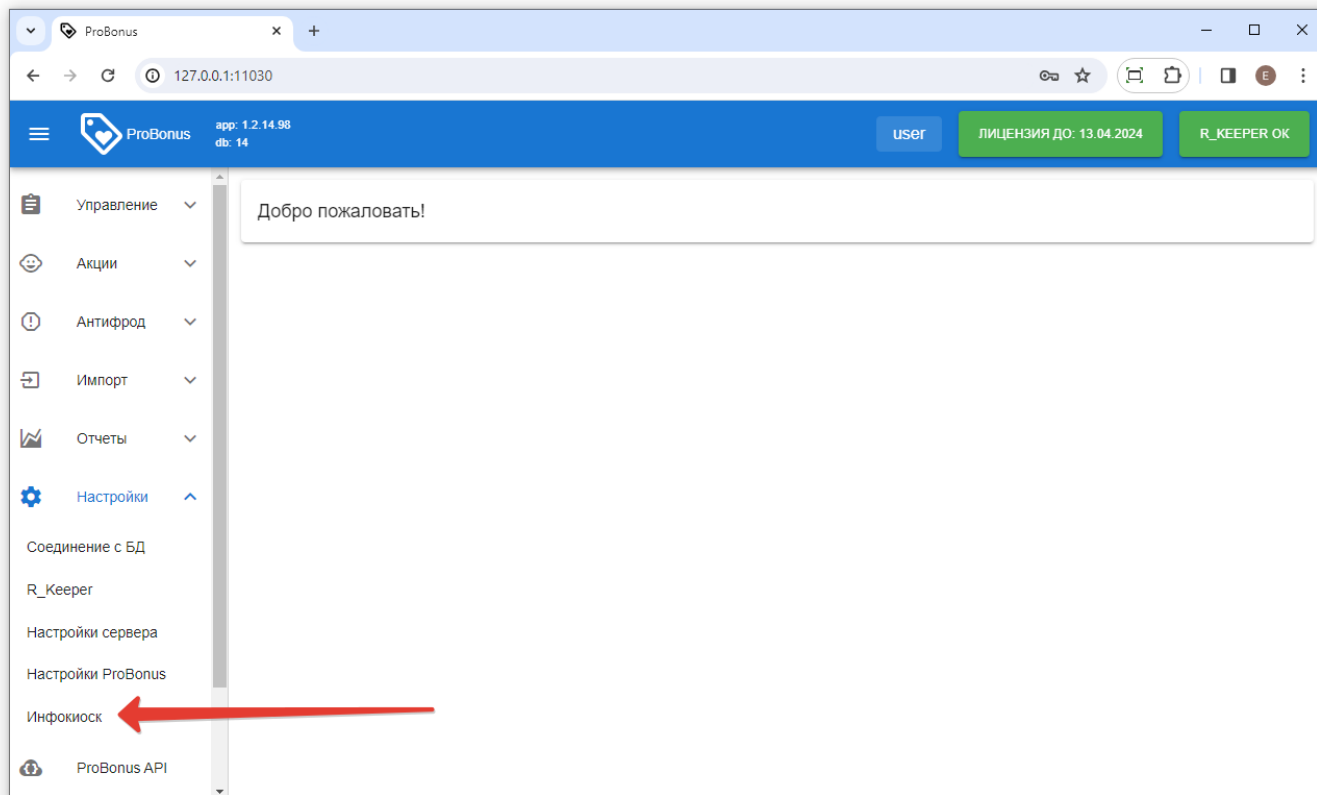 ProBonus
127.0.0.1:11030
E
ProBonus
app: 1.2.14.98
db: 14
user
ЛИЦЕНЗИЯ ДО: 13.04.2024
R_KEEPER OK
Управление
Добро пожаловать!
Акции
Антифрод
Импорт
Отчеты
Настройки
Соединение с БД
R_Keeper
Настройки сервера
Настройки ProBonus
Инфокиоск
ProBonus API